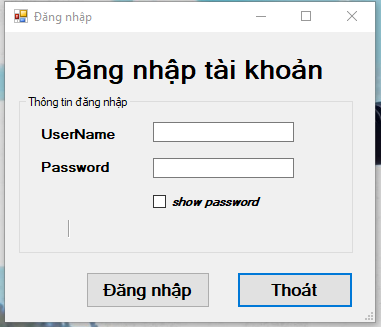 Đăng nhập
Đăng nhập tài khoản
Thông tin đăng nhập
UserName
Password
show password
Đăng nhập
Thoát